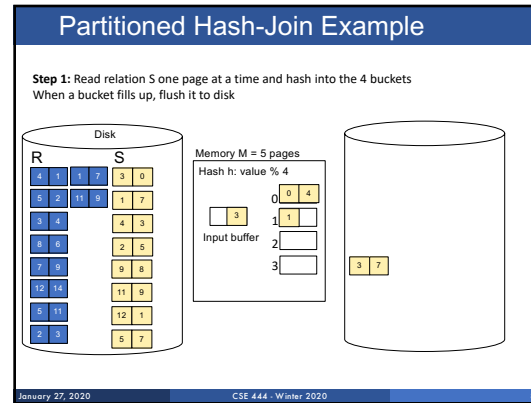 Partitioned Hash-Join Example
Step 1: Read relation S one page at a time and hash into the 4 buckets
When a bucket fills up, flush it to disk
Disk
R S
4 1 1 7 3 0
5 2 11 9 1 7
3 4 4 3
8 6 2 5
7 9 9 8
12 14 11 9
5 11 12 1
2 3 5 7
Memory M = 5 pages
Hash h: value % 4
0 0 4
3 1 1
Input buffer 2
3
3 7
January 27, 2020 CSE 444 - Winter 2020